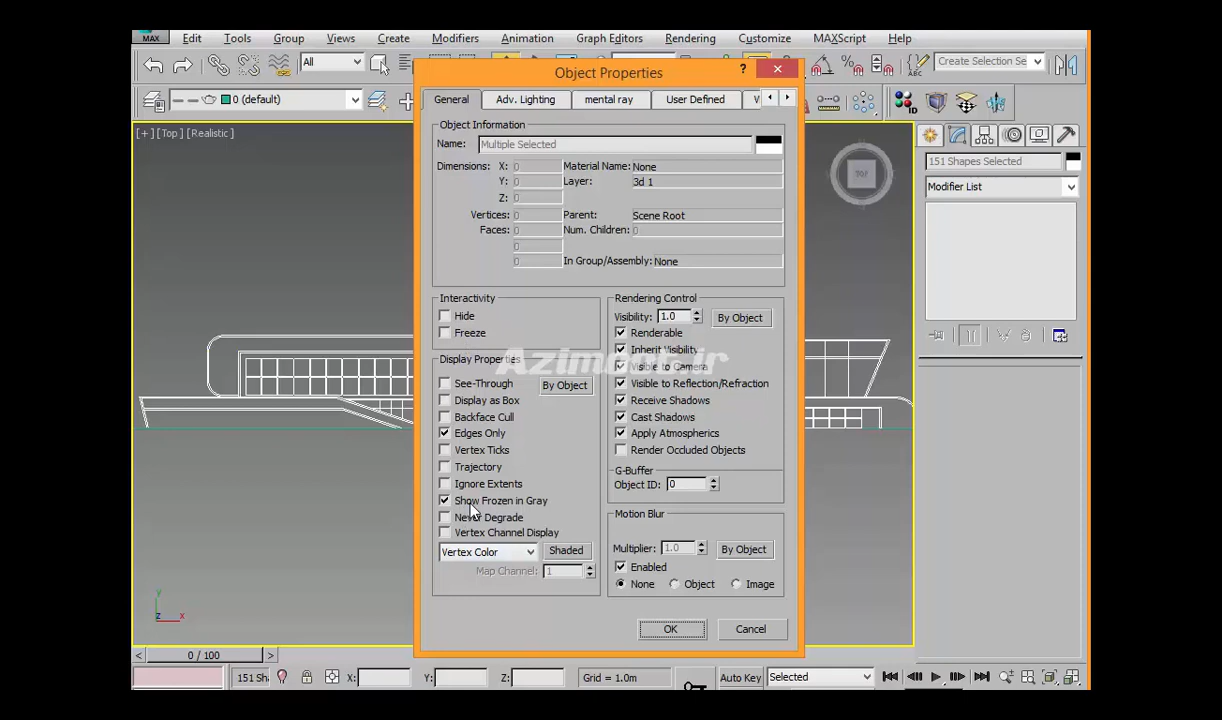 MAX Edit Tools Group Views Create Modifiers Animation Graph Editors Rendering Customize MAXScript Help
All
Create Selection Se
0 (default)
Object Properties ?
General Adv. Lighting mental ray User Defined
[+] [Top] [Realistic]
TOP
151 Shapes Selected
Modifier List
Object Information
Name: Multiple Selected
Dimensions: X: 0 Material Name: None
Y: 0 Layer: 3d 1
Z: 0
Vertices: 0 Parent: Scene Root
Faces: 0 Num. Children: 0
0
0 In Group/Assembly: None
Interactivity
Hide
Freeze
Display Properties
See-Through By Object
Display as Box
Backface Cull
Edges Only
Vertex Ticks
Trajectory
Ignore Extents
Show Frozen in Gray
Never Degrade
Vertex Channel Display
Vertex Color Shaded
Map Channel: 1
Rendering Control
Visibility: 1.0 By Object
Renderable
Inherit Visibility
Visible to Camera
Visible to Reflection/Refraction
Receive Shadows
Cast Shadows
Apply Atmospherics
Render Occluded Objects
G-Buffer
Object ID: 0
Motion Blur
Multiplier: 1.0 By Object
Enabled
None Object Image
OK Cancel
Azimoot.ir
y
z x
< 0 / 100 >
151 Sha X: Y: Z: Grid = 1.0m Auto Key Selected